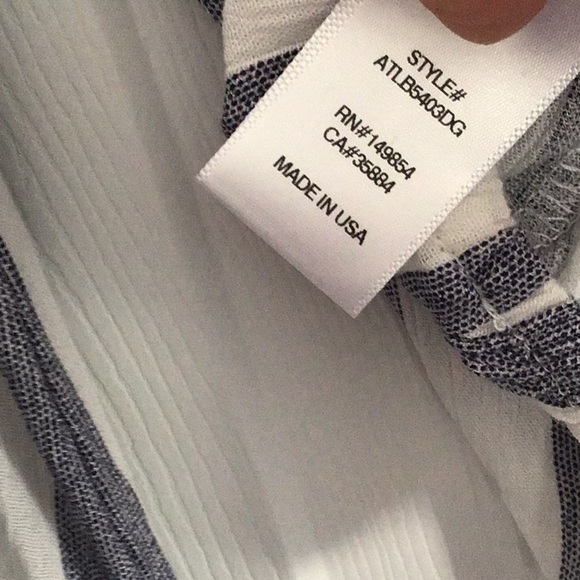 STYLE#
ATLB5403DG
RN#149854
CA#35884
MADE IN USA